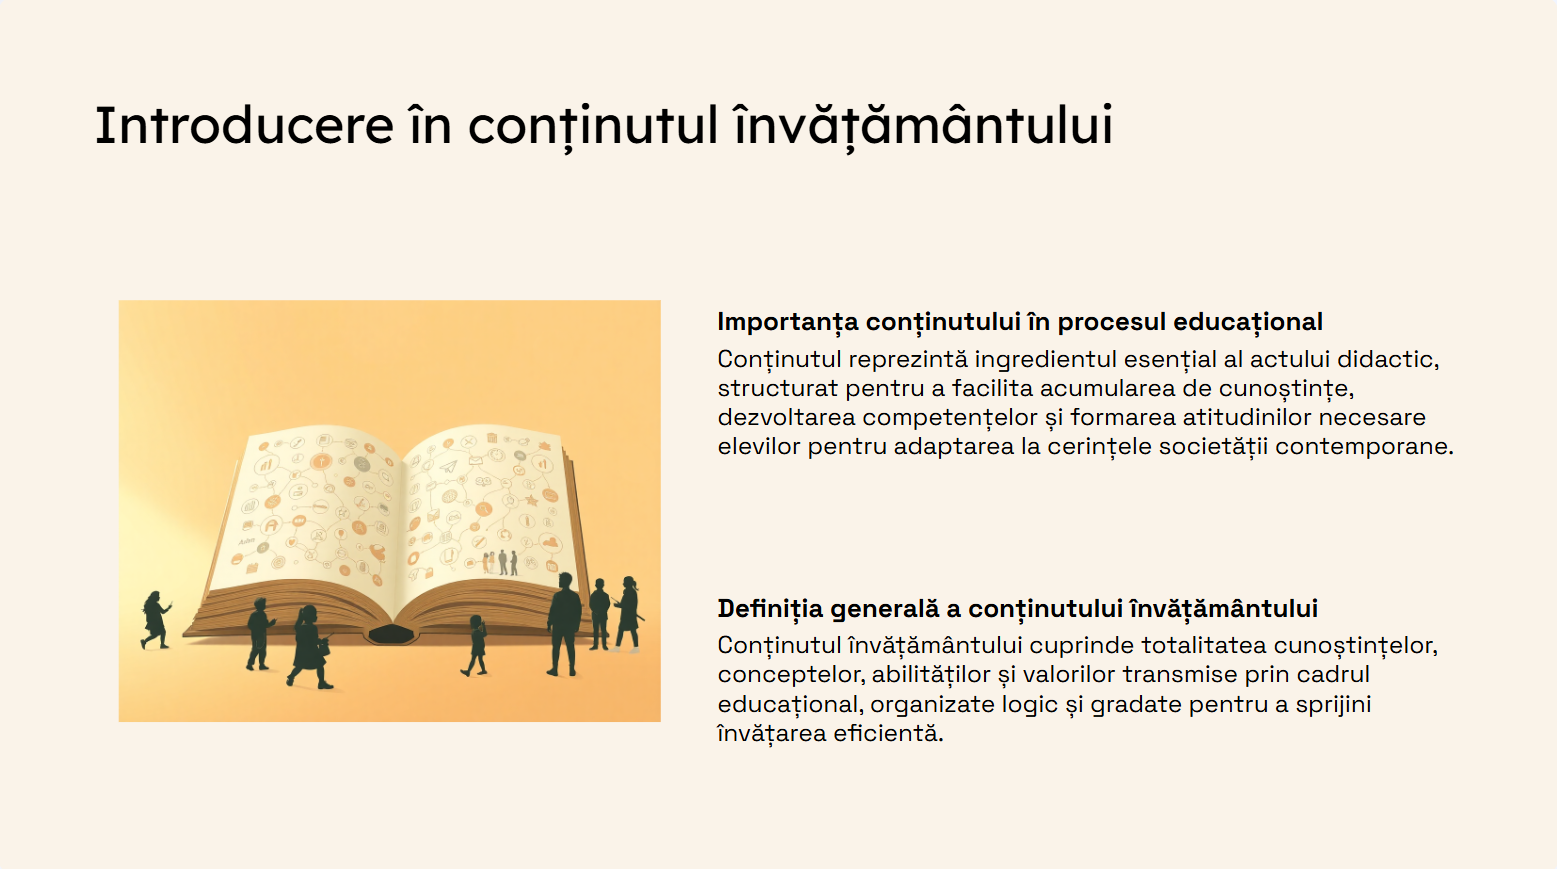 Introducere în conținutul învățământului
Importanța conținutului în procesul educațional
Conținutul reprezintă ingredientul esențial al actului didactic,
structurat pentru a facilita acumularea de cunoștințe,
dezvoltarea competențelor și formarea atitudinilor necesare
elevilor pentru adaptarea la cerințele societății contemporane.
Definiția generală a conținutului învățământului
Conținutul învățământului cuprinde totalitatea cunoștințelor,
conceptelor, abilităților și valorilor transmise prin cadrul
educațional, organizate logic și gradate pentru a sprijini
învățarea eficientă.